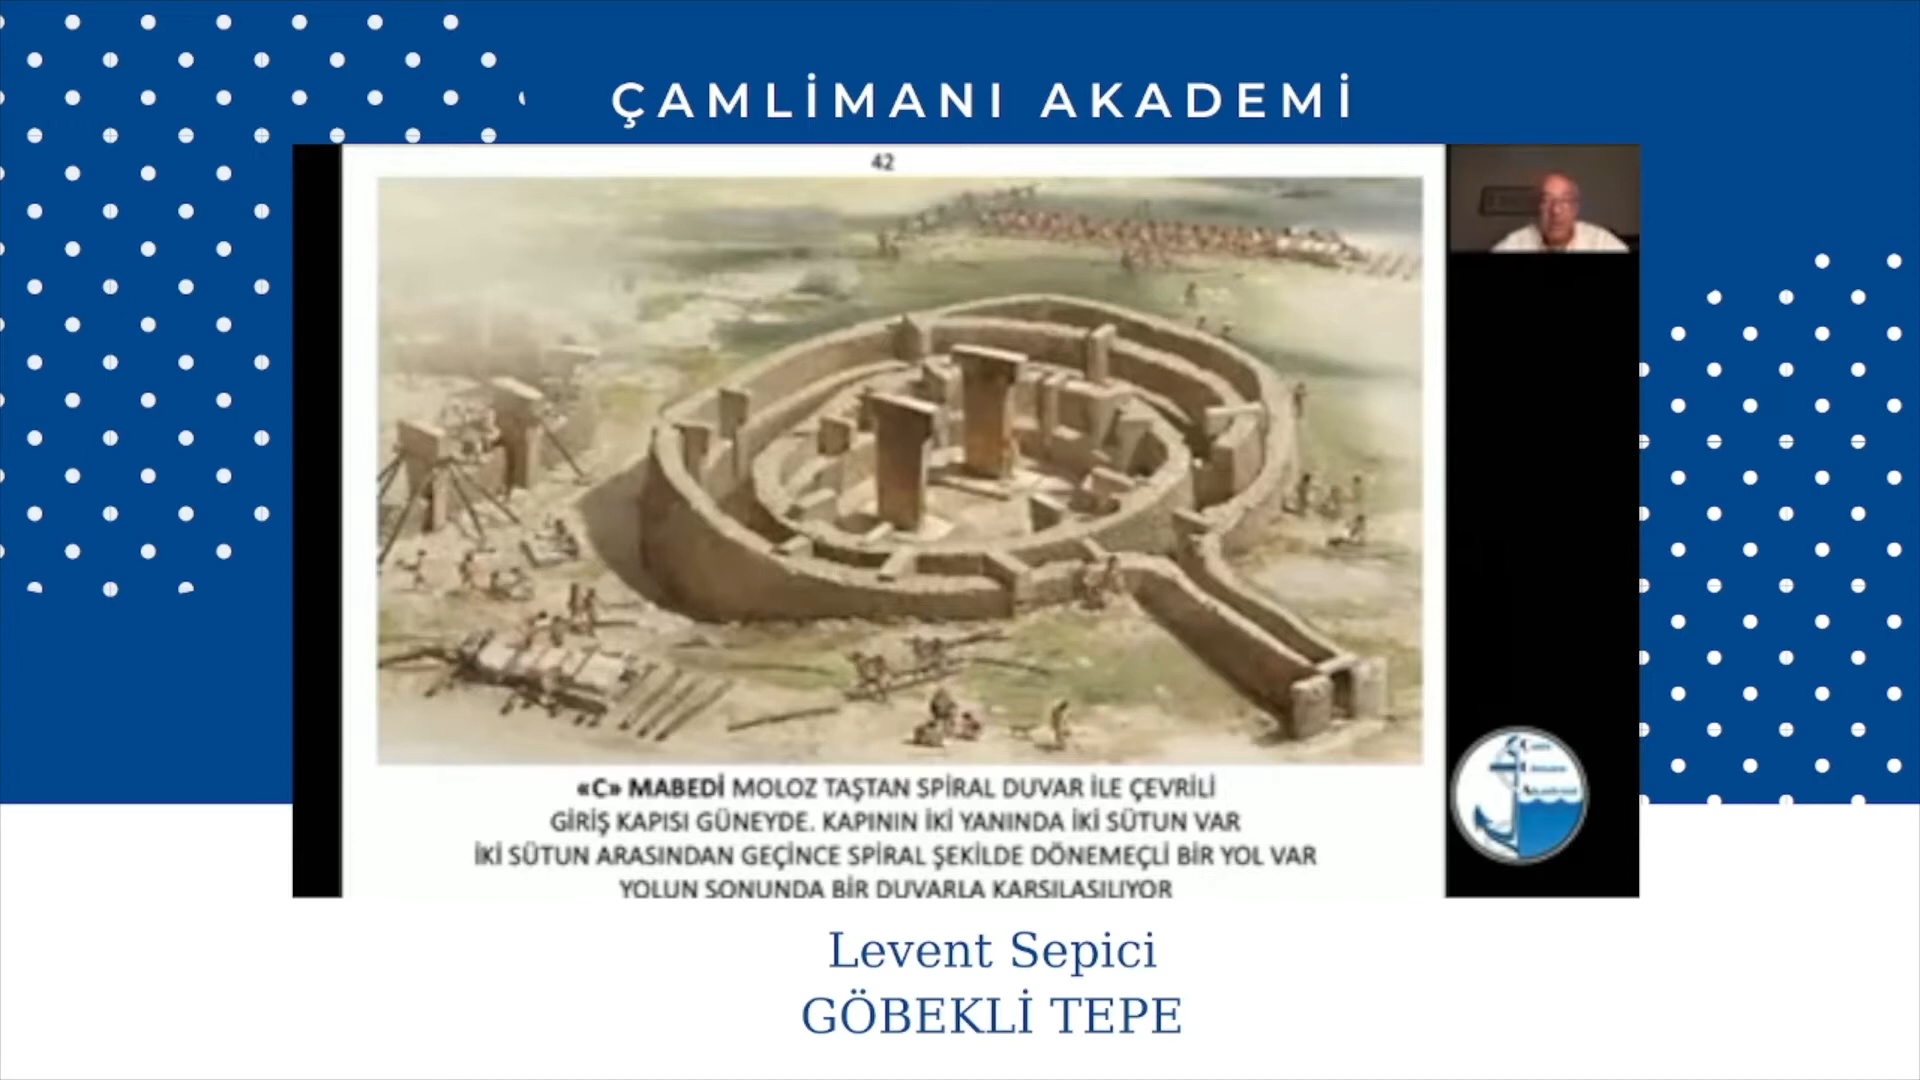 ÇAMLİMANI AKADEMİ
42
«C» MABEDİ MOLOZ TAŞTAN SPİRAL DUVAR İLE ÇEVRİLİ
GİRİŞ KAPISI GÜNEYDE. KAPININ İKİ YANINDA İKİ SÜTUN VAR
İKİ SÜTUN ARASINDAN GEÇİNCE SPİRAL ŞEKİLDE DÖNEMEÇLİ BİR YOL VAR
YOLUN SONUNDA BİR DUVARLA KARŞILAŞILIYOR
Levent Sepici
GÖBEKLİ TEPE